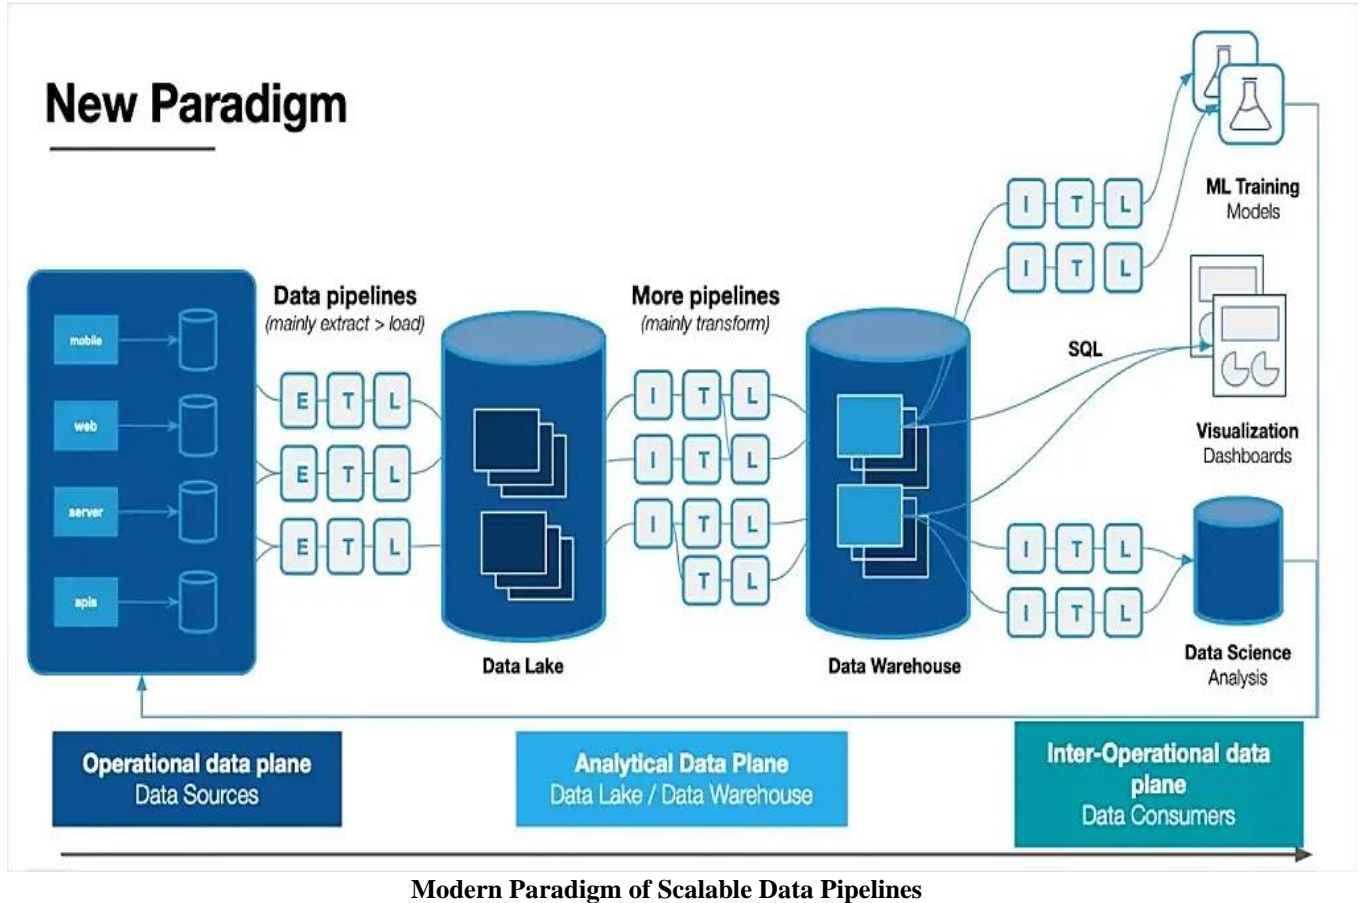 New Paradigm
ML Training
Models
I T L
I T L
Data pipelines
(mainly extract > load)
More pipelines
(mainly transform)
SQL
mobile
web
server
apis
E T L
E T L
E T L
I T L
I T L
I T L
T L
Visualization
Dashboards
I T L
I T L
Data Lake
Data Warehouse
Data Science
Analysis
Operational data plane
Data Sources
Analytical Data Plane
Data Lake / Data Warehouse
Inter-Operational data
plane
Data Consumers
Modern Paradigm of Scalable Data Pipelines